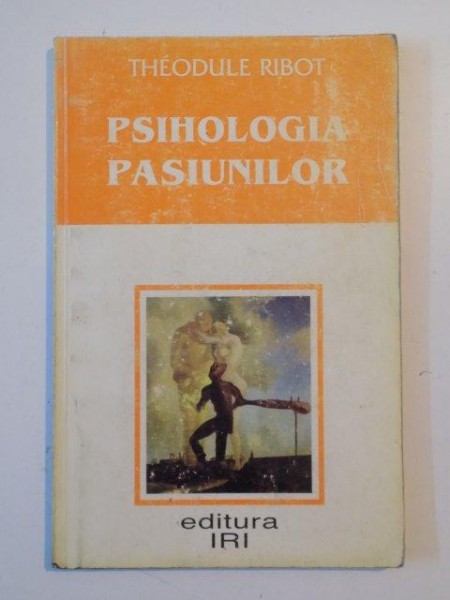 THÉODULE RIBOT
PSIHOLOGIA
PASIUNILOR
editura
IRI